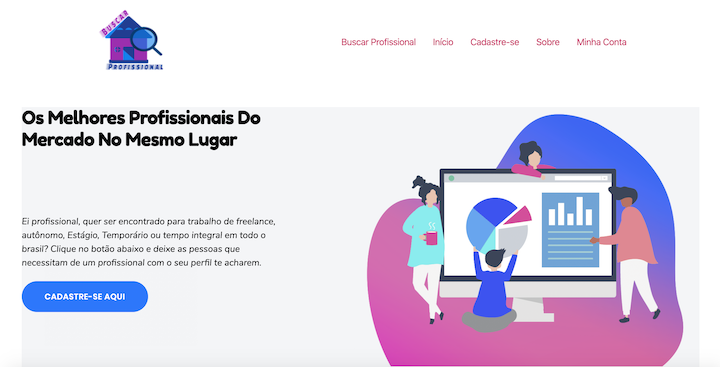 BUSCAR
PROFISSIONAL
Buscar Profissional Início Cadastre-se Sobre Minha Conta
Os Melhores Profissionais Do
Mercado No Mesmo Lugar
Ei profissional, quer ser encontrado para trabalho de freelance,
autônomo, Estágio, Temporário ou tempo integral em todo o
brasil? Clique no botão abaixo e deixe as pessoas que
necessitam de um profissional com o seu perfil te acharem.
CADASTRE-SE AQUI